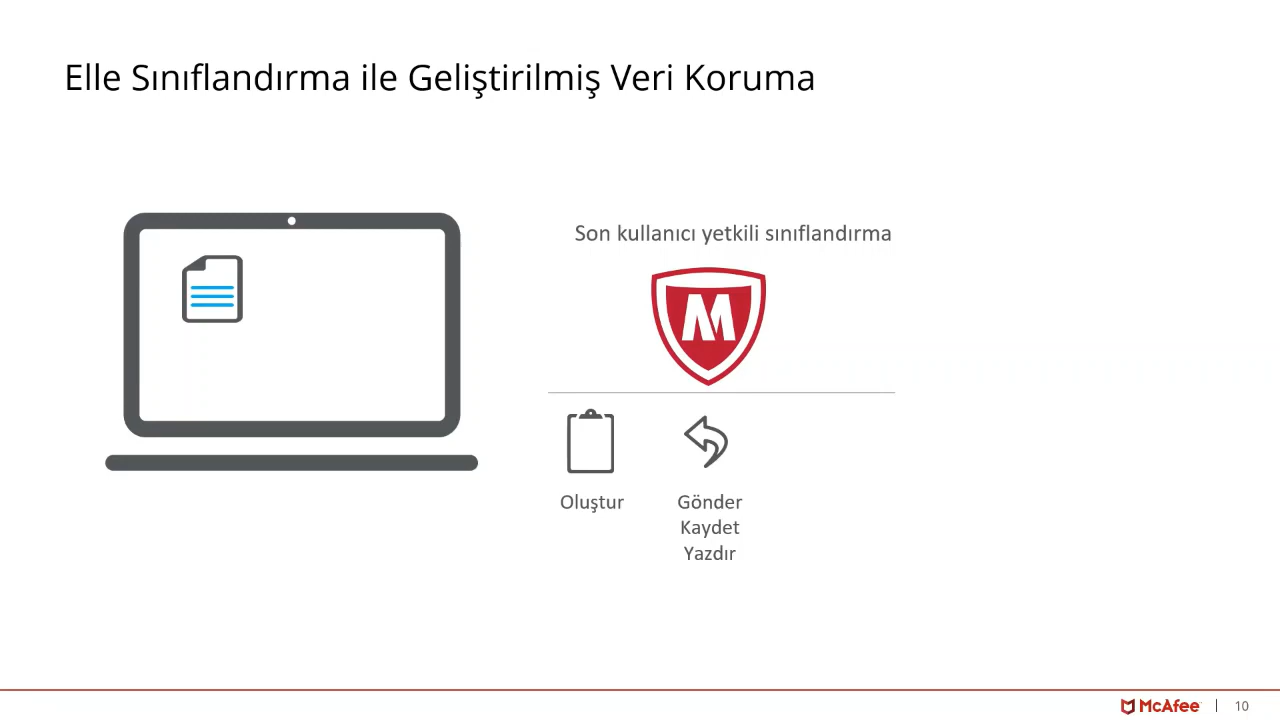 Elle Sınıflandırma ile Geliştirilmiş Veri Koruma
Son kullanıcı yetkili sınıflandırma
M
Oluştur
Gönder
Kaydet
Yazdır
McAfee | 10